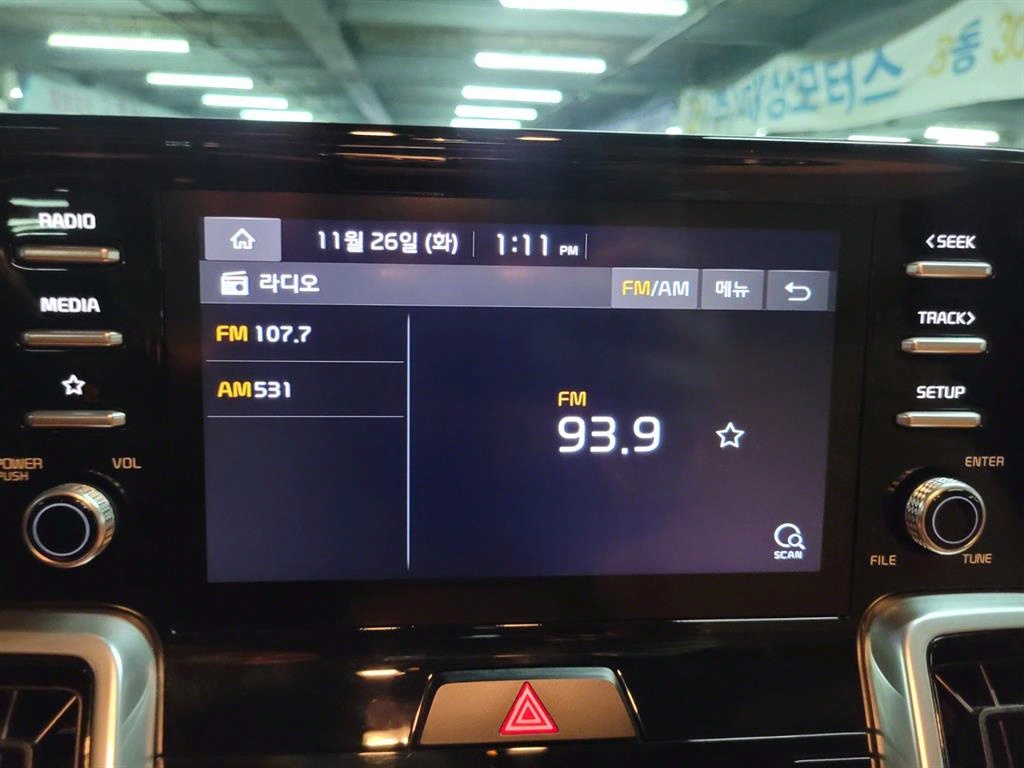 모터스 3동
RADIO
MEDIA
POWER
PUSH
VOL
11월 26일 (화) 1:11 PM
라디오 FM/AM 메뉴
FM 107.7
AM 531
FM
93.9
SCAN
<SEEK
TRACK>
SETUP
ENTER
FILE
TUNE